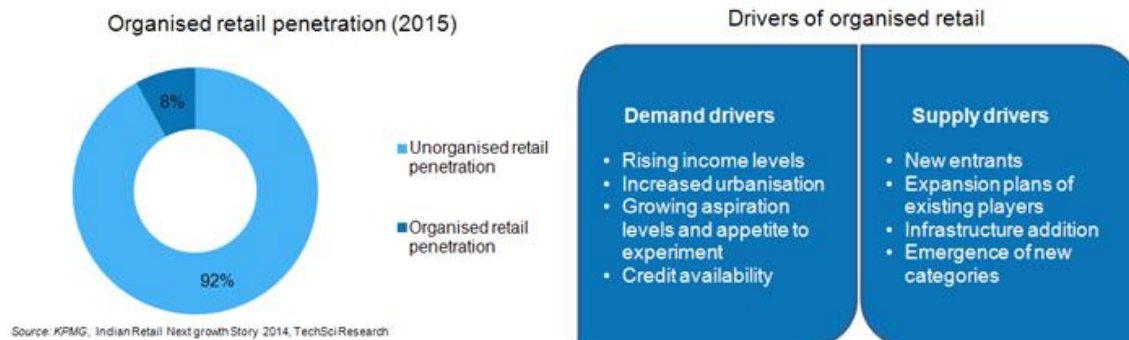 Organised retail penetration (2015)
8%
92%
Unorganised retail
penetration
Organised retail
penetration
Source: KPMG, Indian Retail Next growth Story 2014, TechSci Research
Drivers of organised retail
Demand drivers
• Rising income levels
• Increased urbanisation
• Growing aspiration
levels and appetite to
experiment
• Credit availability
Supply drivers
• New entrants
• Expansion plans of
existing players
• Infrastructure addition
• Emergence of new
categories